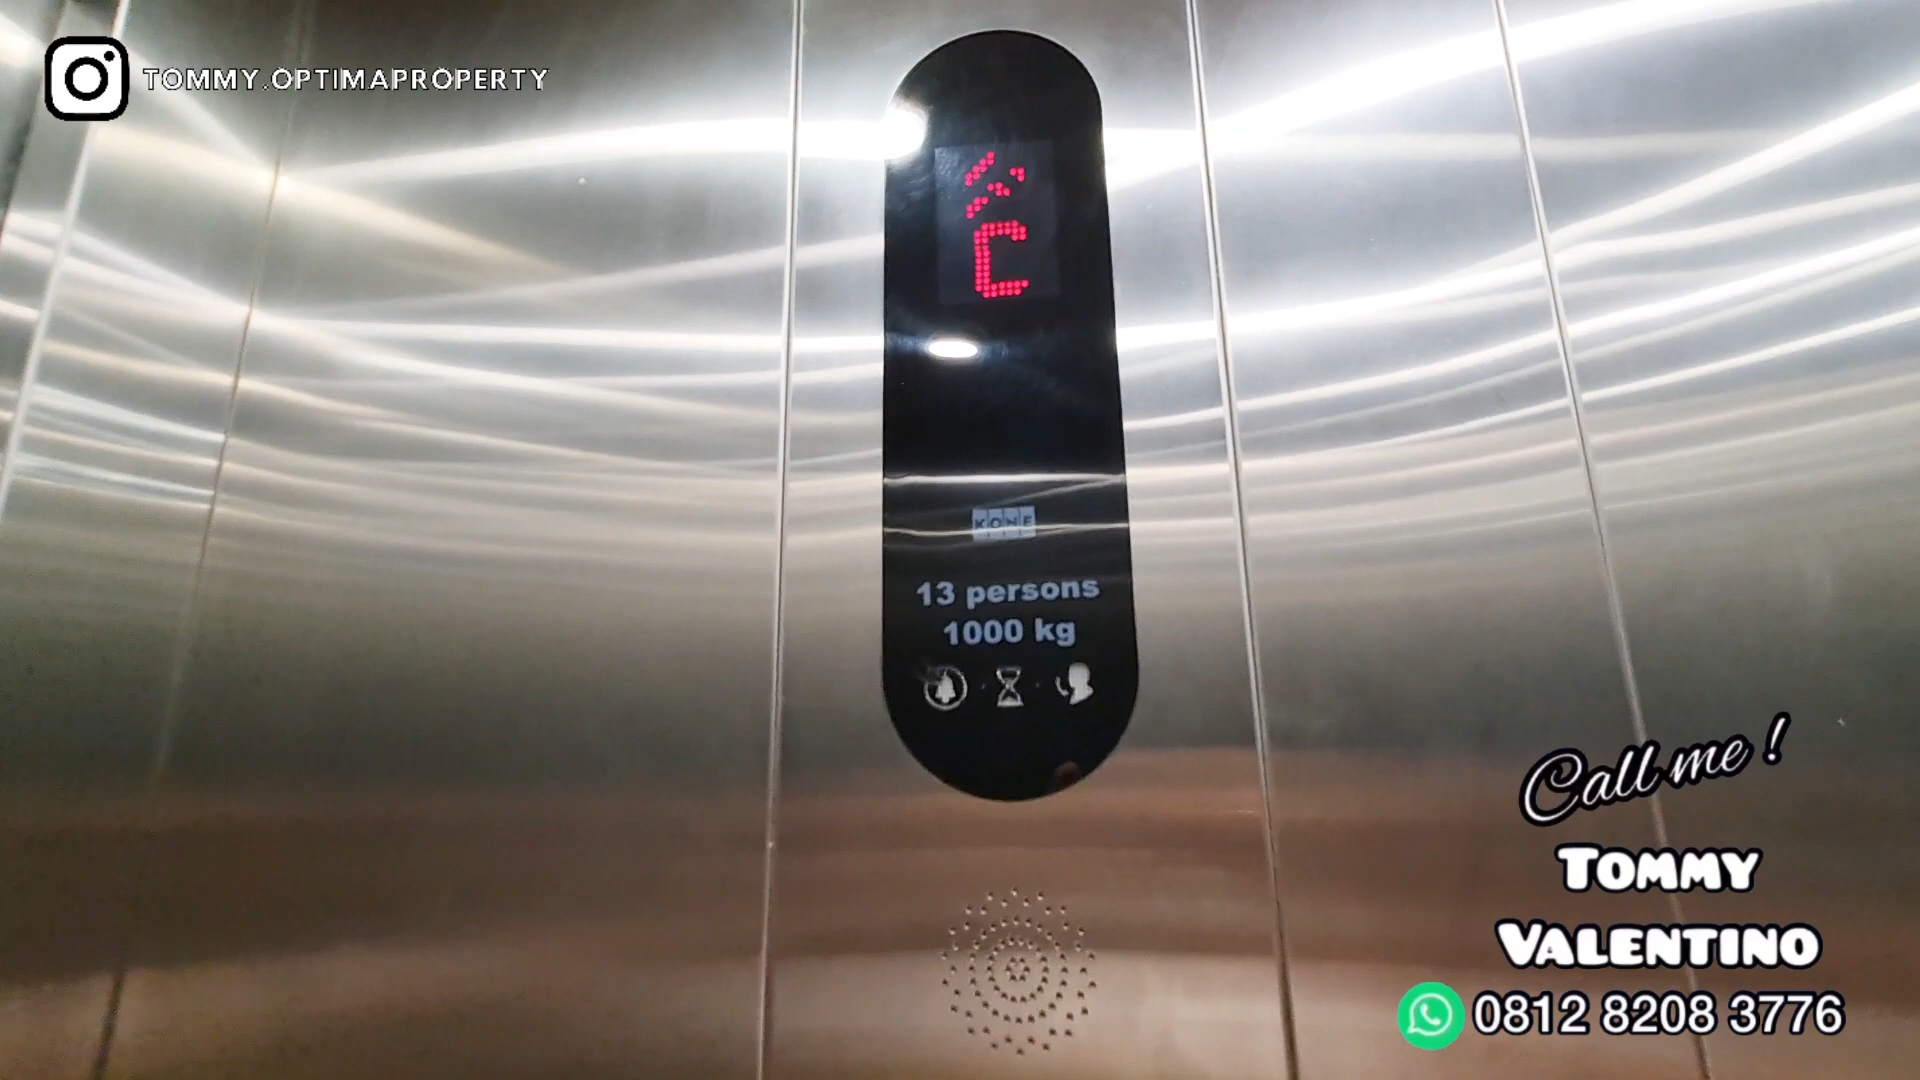 TOMMY.OPTIMAPROPERTY
C
KONE
13 persons
1000 kg
Call me !
TOMMY
VALENTINO
0812 8208 3776